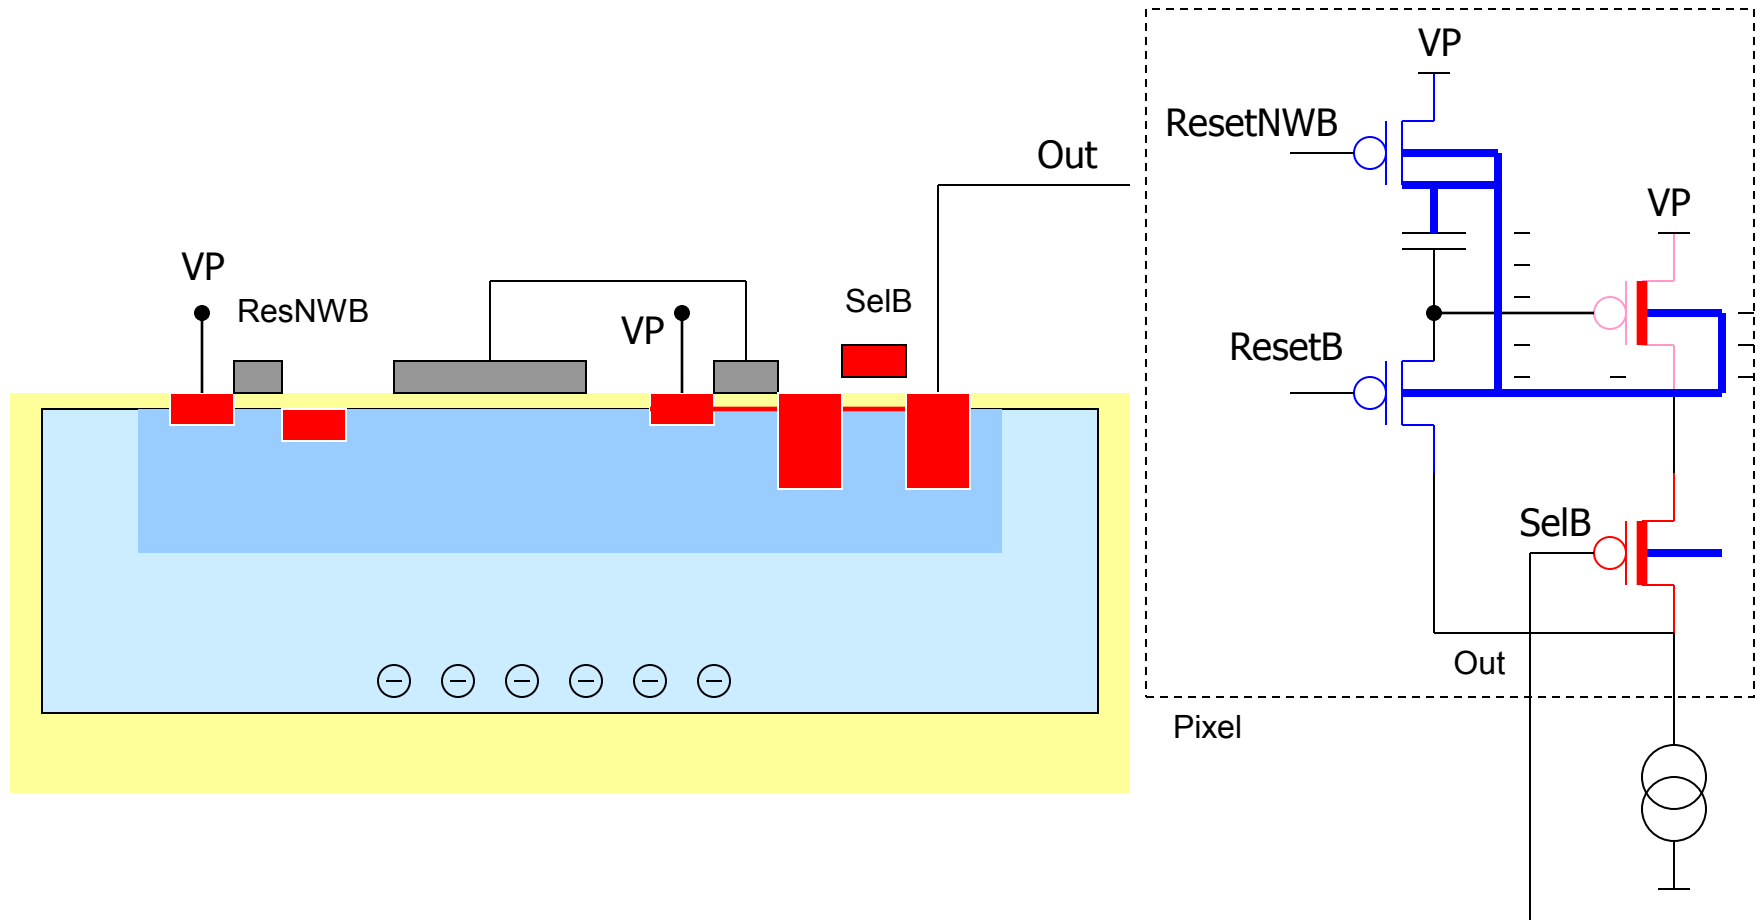 VP
ResetNWB
Out
VP
VP
ResNWB
SelB
VP
ResetB
SelB
Out
Pixel